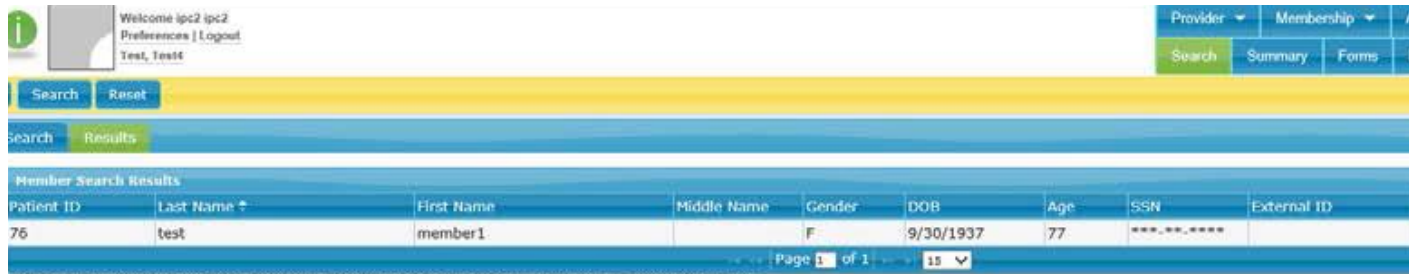 Welcome ipc2 ipc2
Preferences | Logout
Test, Test4
Provider Membership
Search Summary Forms
Search Reset
Search Results
Member Search Results
Patient ID Last Name First Name Middle Name Gender DOB Age SSN External ID
76 test member1 F 9/30/1937 77 ***-**-****
Page 1 of 1 15